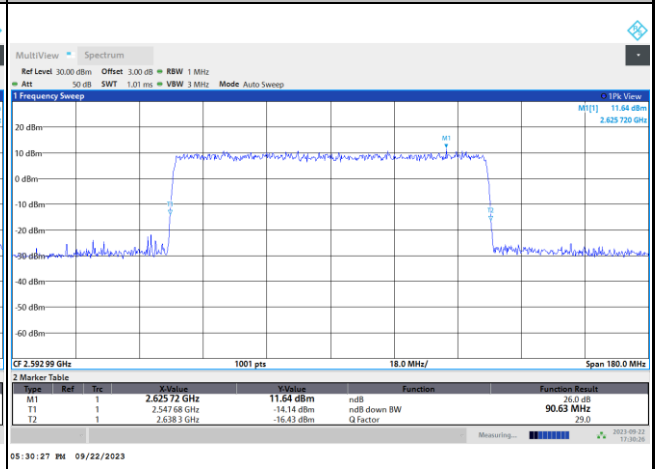 MultiView Spectrum
Ref Level 30.00 dBm Offset 3.00 dB RBW 1 MHz
Att 50 dB SWT 1.01 ms VBW 3 MHz Mode Auto Sweep
1 Frequency Sweep 1Pk View
M1[1] 11.64 dBm
2.625 720 GHz
20 dBm
M1
10 dBm
0 dBm
T1
T2
-10 dBm
-20 dBm
-30 dBm
-40 dBm
-50 dBm
-60 dBm
CF 2.592 99 GHz 1001 pts 18.0 MHz/ Span 180.0 MHz
2 Marker Table
Type Ref Trc X-Value Y-Value Function Function Result
M1 1 2.625 72 GHz 11.64 dBm ndB 26.0 dB
T1 1 2.547 68 GHz -14.14 dBm ndB down BW 90.63 MHz
T2 1 2.638 3 GHz -16.43 dBm Q Factor 29.0
Measuring... 2023-09-22
17:30:26
05:30:27 PM 09/22/2023